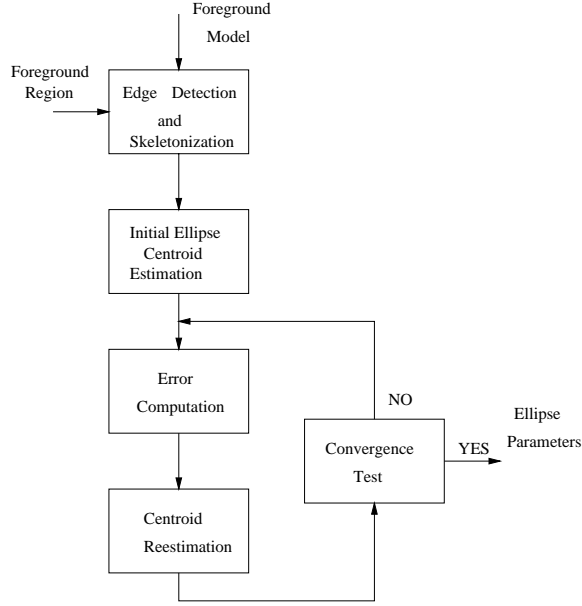 Foreground
Model
Foreground
Region
Edge Detection
and
Skeletonization
Initial Ellipse
Centroid
Estimation
Error
Computation
NO
Ellipse
Parameters
YES
Convergence
Test
Centroid
Reestimation